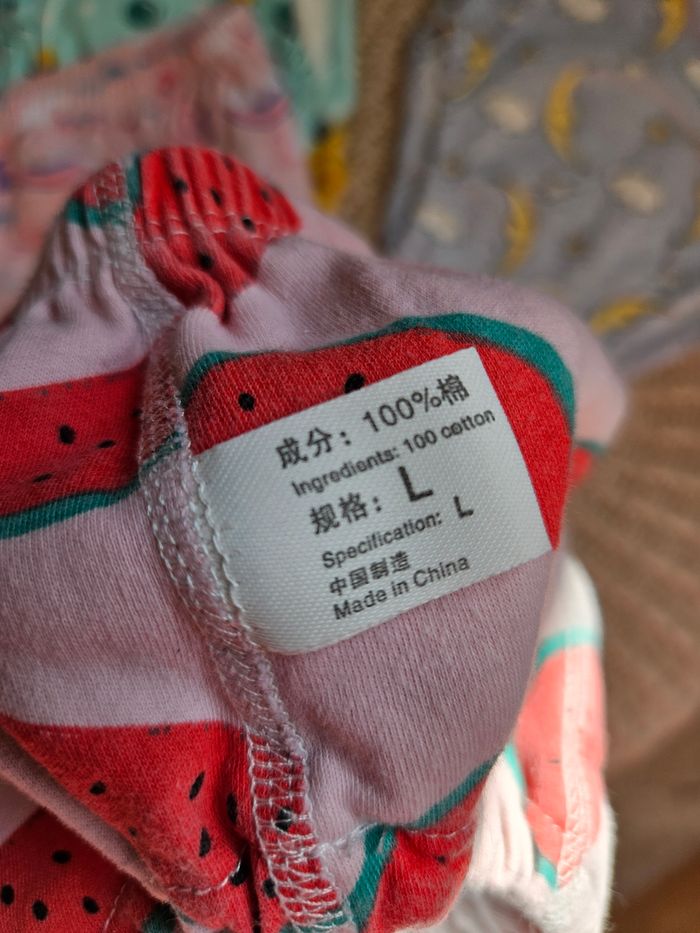 成分：100%棉
Ingredients: 100 cotton
规格：L
Specification: L
中国制造
Made in China